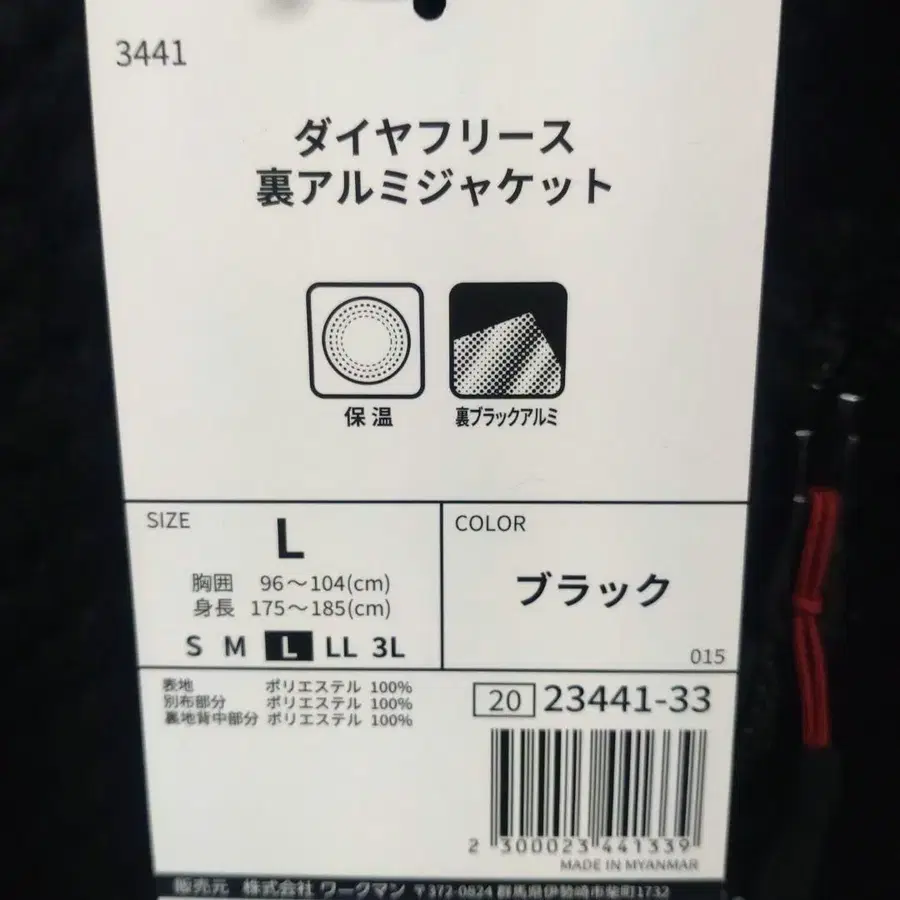 3441
ダイヤフリース
裏アルミジャケット
保温
裏ブラックアルミ
SIZE
L
胸囲 96～104(cm)
身長 175～185(cm)
S M L LL 3L
COLOR
ブラック
015
表地 ポリエステル 100%
別布部分 ポリエステル 100%
裏地背中部分 ポリエステル 100%
20 23441-33
2 300023 441339
MADE IN MYANMAR
販売元 株式会社 ワークマン 〒372-0824 群馬県伊勢崎市柴町1732